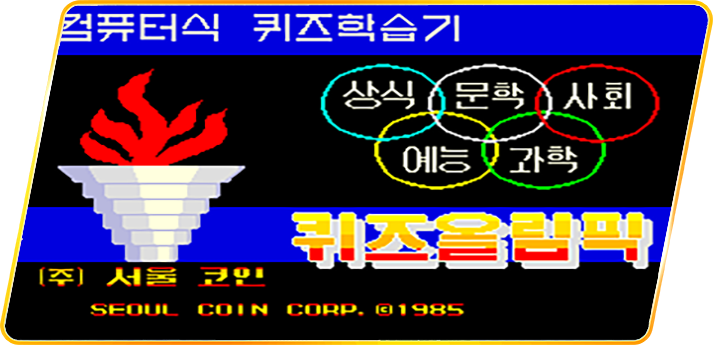 컴퓨터식 퀴즈학습기
상식 문학 사회
예능 과학
퀴즈올림픽
(주) 서울 코인
SEOUL COIN CORP. ©1985